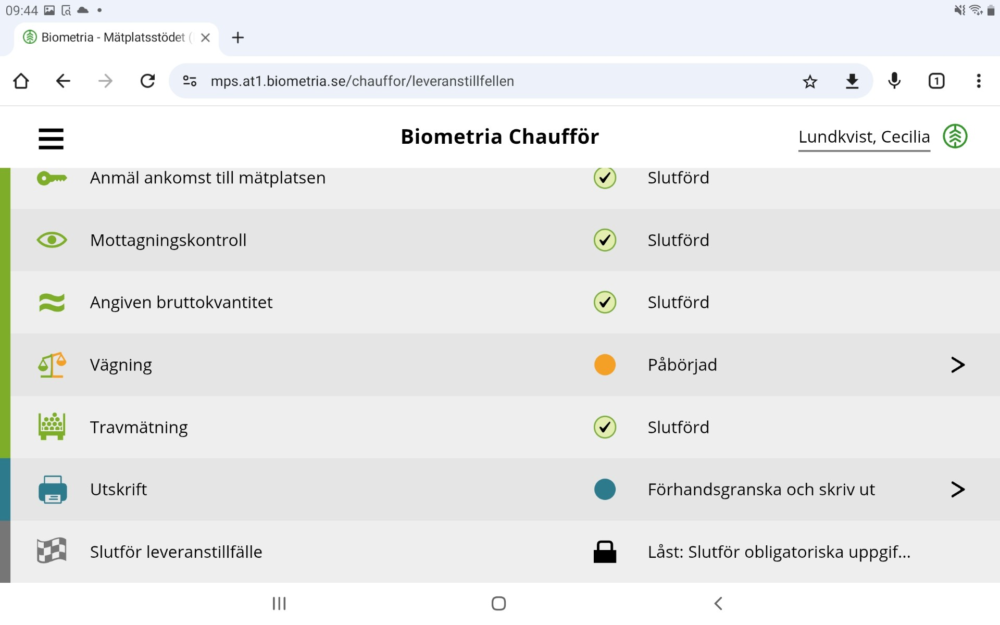 09:44
Biometria - Mätplatsstödet (
mps.at1.biometria.se/chauffor/leveranstillfellen
1
Biometria Chaufför
Lundkvist, Cecilia
Anmäl ankomst till mätplatsen Slutförd
Mottagningskontroll Slutförd
Angiven bruttokvantitet Slutförd
Vägning Påbörjad
Travmätning Slutförd
Utskrift Förhandsgranska och skriv ut
Slutför leveranstillfälle Låst: Slutför obligatoriska uppgif...